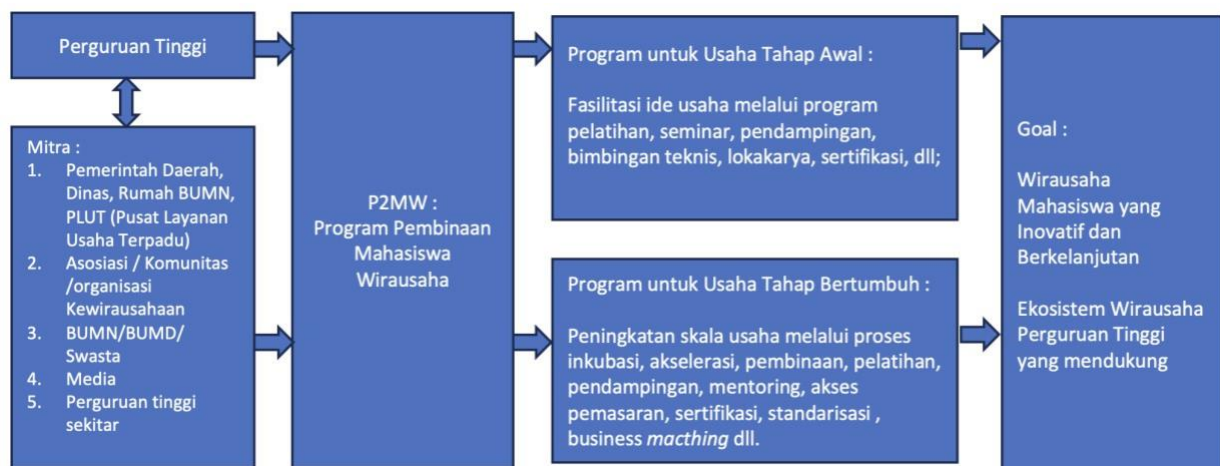 Perguruan Tinggi
Mitra :
1. Pemerintah Daerah,
Dinas, Rumah BUMN,
PLUT (Pusat Layanan
Usaha Terpadu)
2. Asosiasi / Komunitas
/organisasi
Kewirausahaan
3. BUMN/BUMD/
Swasta
4. Media
5. Perguruan tinggi
sekitar
P2MW :
Program Pembinaan
Mahasiswa
Wirausaha
Program untuk Usaha Tahap Awal :
Fasilitasi ide usaha melalui program
pelatihan, seminar, pendampingan,
bimbingan teknis, lokakarya, sertifikasi, dll;
Program untuk Usaha Tahap Bertumbuh :
Peningkatan skala usaha melalui proses
inkubasi, akselerasi, pembinaan, pelatihan,
pendampingan, mentoring, akses
pemasaran, sertifikasi, standarisasi ,
business macthing dll.
Goal :
Wirausaha
Mahasiswa yang
Inovatif dan
Berkelanjutan
Ekosistem Wirausaha
Perguruan Tinggi
yang mendukung